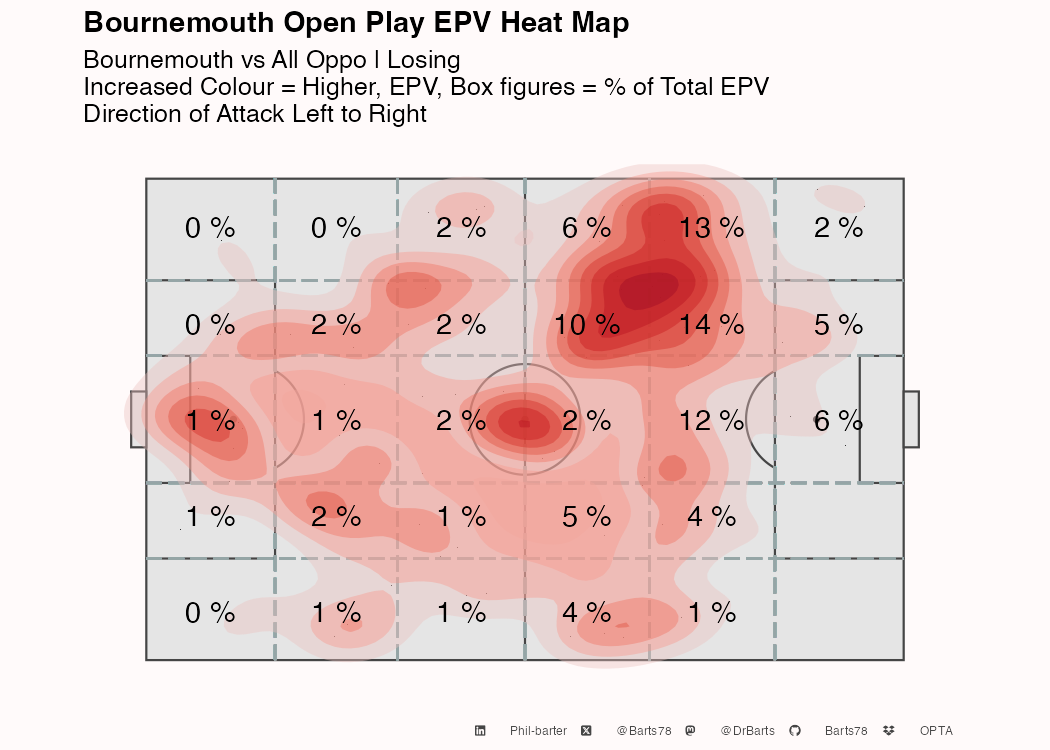 Bournemouth Open Play EPV Heat Map
Bournemouth vs All Oppo | Losing
Increased Colour = Higher, EPV, Box figures = % of Total EPV
Direction of Attack Left to Right
0 % 0 % 2 % 6 % 13 % 2 %
0 % 2 % 2 % 10 % 14 % 5 %
1 % 1 % 2 % 2 % 12 % 6 %
1 % 2 % 1 % 5 % 4 %
0 % 1 % 1 % 4 % 1 %
Phil-barter @Barts78 @DrBarts Barts78 OPTA